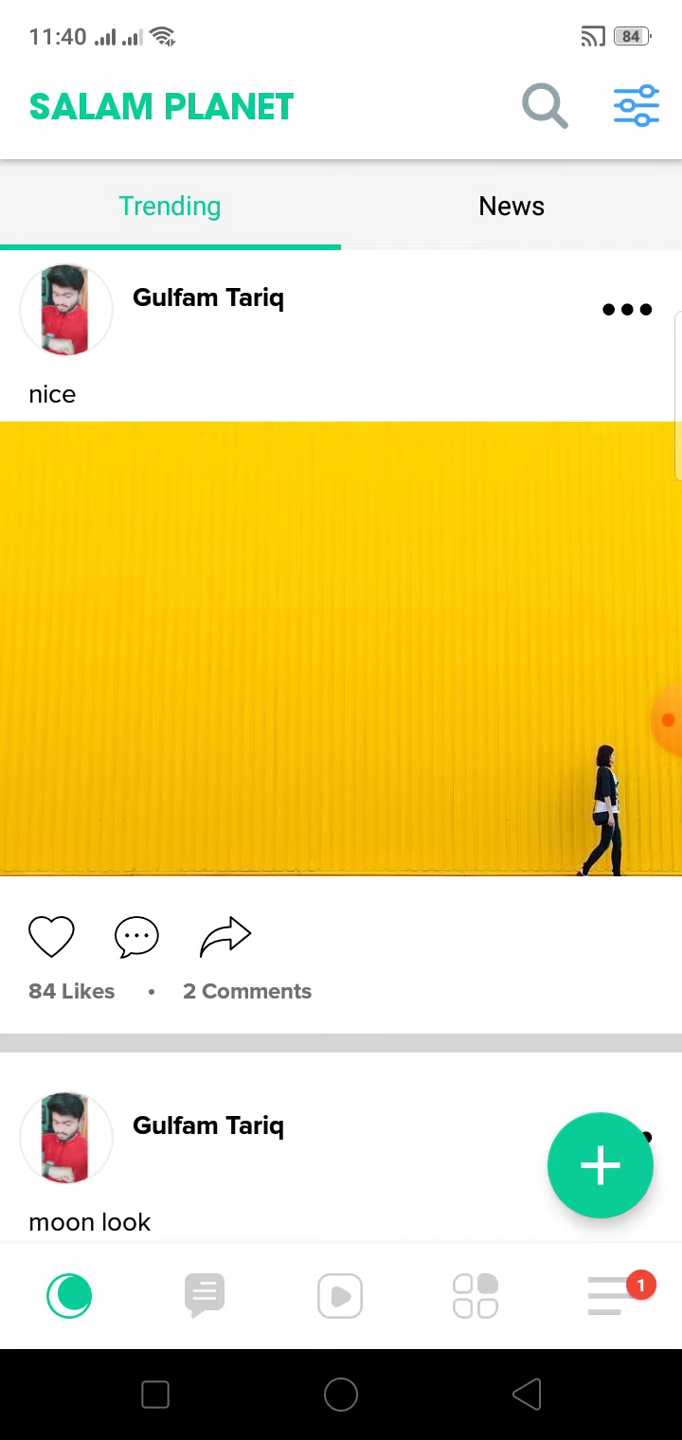 11:40
84
SALAM PLANET
Trending
News
Gulfam Tariq
nice
84 Likes • 2 Comments
Gulfam Tariq
moon look
1